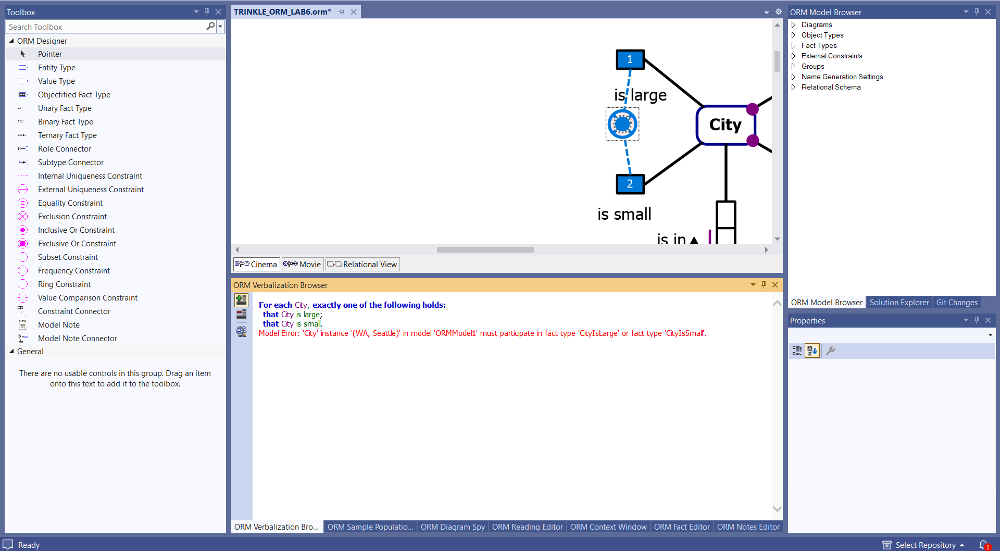 Toolbox
Search Toolbox
ORM Designer
Pointer
Entity Type
Value Type
Objectified Fact Type
Unary Fact Type
Binary Fact Type
Ternary Fact Type
Role Connector
Subtype Connector
Internal Uniqueness Constraint
External Uniqueness Constraint
Equality Constraint
Exclusion Constraint
Inclusive Or Constraint
Exclusive Or Constraint
Subset Constraint
Frequency Constraint
Ring Constraint
Value Comparison Constraint
Constraint Connector
Model Note
Model Note Connector
General
There are no usable controls in this group. Drag an item
onto this text to add it to the toolbox.
TRINKLE_ORM_LAB6.orm*
1
is large
City
2
is small
is in ▲
Cinema Movie Relational View
ORM Verbalization Browser
For each City, exactly one of the following holds:
that City is large;
that City is small.
Model Error: 'City' instance '(WA, Seattle)' in model 'ORMModel1' must participate in fact type 'CityIsLarge' or fact type 'CityIsSmall'.
ORM Verbalization Bro... ORM Sample Populatio... ORM Diagram Spy ORM Reading Editor ORM Context Window ORM Fact Editor ORM Notes Editor
ORM Model Browser
Diagrams
Object Types
Fact Types
External Constraints
Groups
Name Generation Settings
Relational Schema
ORM Model Browser Solution Explorer Git Changes
Properties
Ready
Select Repository
1